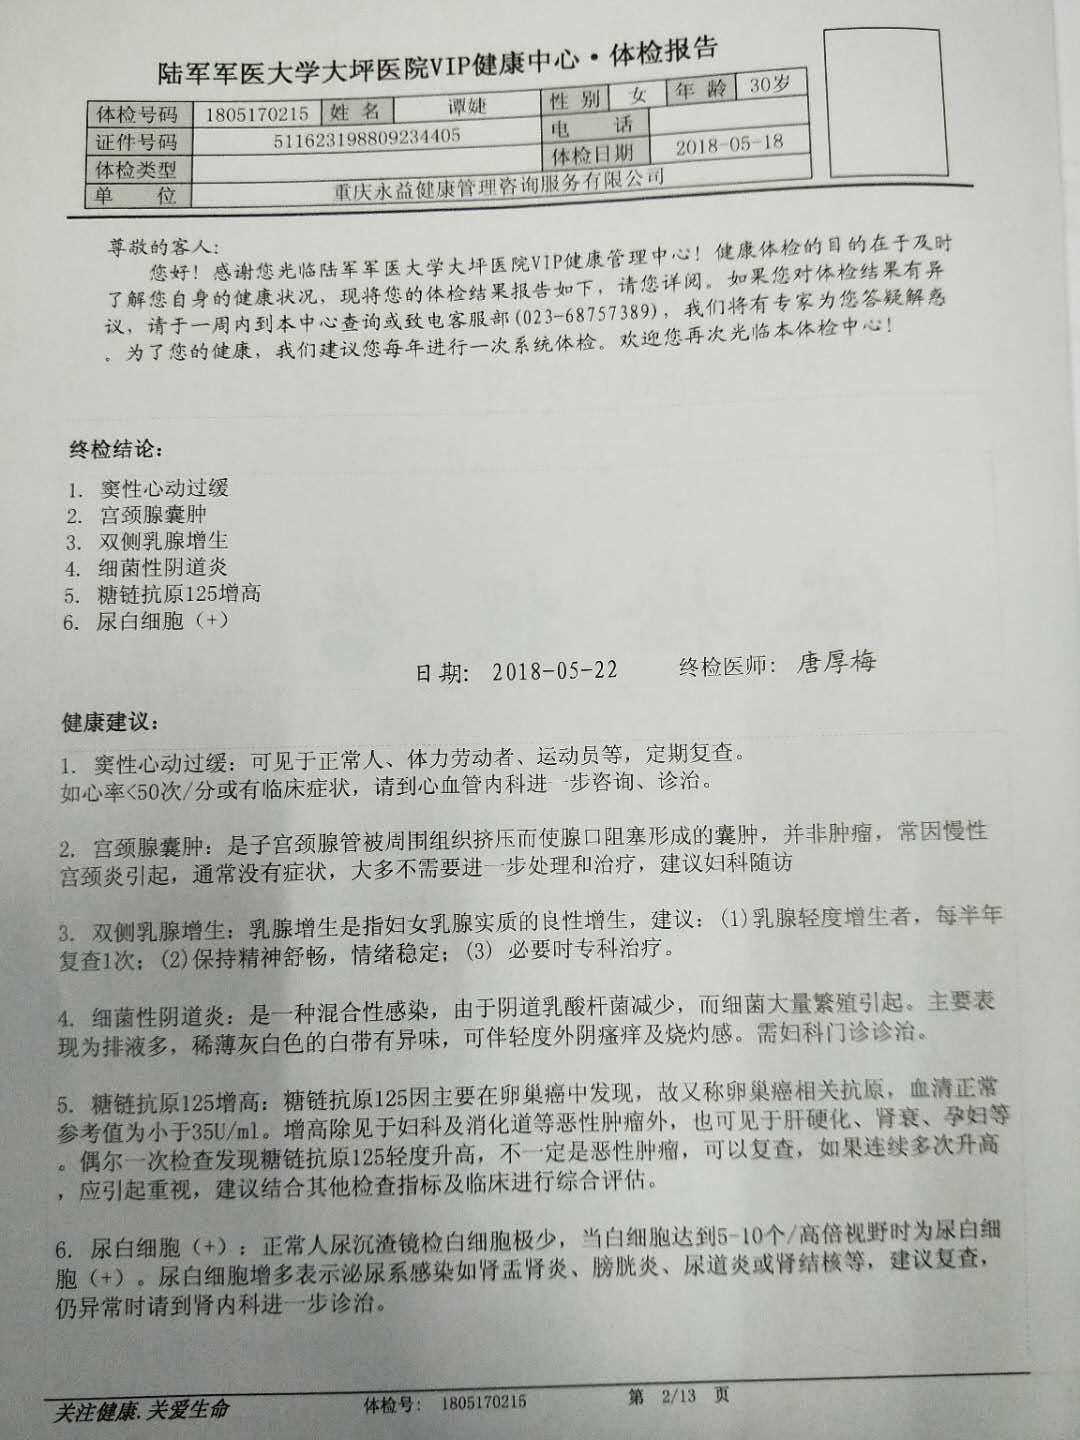 陆军军医大学大坪医院VIP健康中心·体检报告
体检号码 1805170215 姓 名 谭婕 性 别 女 年 龄 30岁
证件号码 511623198809234405 电 话
体检类型 体检日期 2018-05-18
单 位 重庆永益健康管理咨询服务有限公司
尊敬的客人:
您好! 感谢您光临陆军军医大学大坪医院VIP健康管理中心! 健康体检的目的在于及时
了解您自身的健康状况, 现将您的体检结果报告如下, 请您详阅。如果您对体检结果有异
议, 请于一周内到本中心查询或致电客服部(023-68757389), 我们将有专家为您答疑解惑
。为了您的健康, 我们建议您每年进行一次系统体检。欢迎您再次光临本体检中心!
终检结论:
1. 窦性心动过缓
2. 宫颈腺囊肿
3. 双侧乳腺增生
4. 细菌性阴道炎
5. 糖链抗原125增高
6. 尿白细胞（+）
日期: 2018-05-22 终检医师: 唐厚梅
健康建议:
1. 窦性心动过缓: 可见于正常人、体力劳动者、运动员等, 定期复查。
如心率<50次/分或有临床症状, 请到心血管内科进一步咨询、诊治。
2. 宫颈腺囊肿: 是子宫颈腺管被周围组织挤压而使腺口阻塞形成的囊肿, 并非肿瘤, 常因慢性
宫颈炎引起, 通常没有症状, 大多不需要进一步处理和治疗, 建议妇科随访
3. 双侧乳腺增生: 乳腺增生是指妇女乳腺实质的良性增生, 建议: (1)乳腺轻度增生者, 每半年
复查1次; (2)保持精神舒畅, 情绪稳定; (3) 必要时专科治疗。
4. 细菌性阴道炎: 是一种混合性感染, 由于阴道乳酸杆菌减少, 而细菌大量繁殖引起。主要表
现为排液多, 稀薄灰白色的白带有异味, 可伴轻度外阴瘙痒及烧灼感。需妇科门诊诊治。
5. 糖链抗原125增高: 糖链抗原125因主要在卵巢癌中发现, 故又称卵巢癌相关抗原, 血清正常
参考值为小于35U/ml。增高除见于妇科及消化道等恶性肿瘤外, 也可见于肝硬化、肾衰、孕妇等
。偶尔一次检查发现糖链抗原125轻度升高, 不一定是恶性肿瘤, 可以复查, 如果连续多次升高
, 应引起重视, 建议结合其他检查指标及临床进行综合评估。
6. 尿白细胞（+）: 正常人尿沉渣镜检白细胞极少, 当白细胞达到5-10个/高倍视野时为尿白细
胞（+）。尿白细胞增多表示泌尿系感染如肾盂肾炎、膀胱炎、尿道炎或肾结核等, 建议复查,
仍异常时请到肾内科进一步诊治。
关注健康.关爱生命 体检号: 1805170215 第 2/13 页